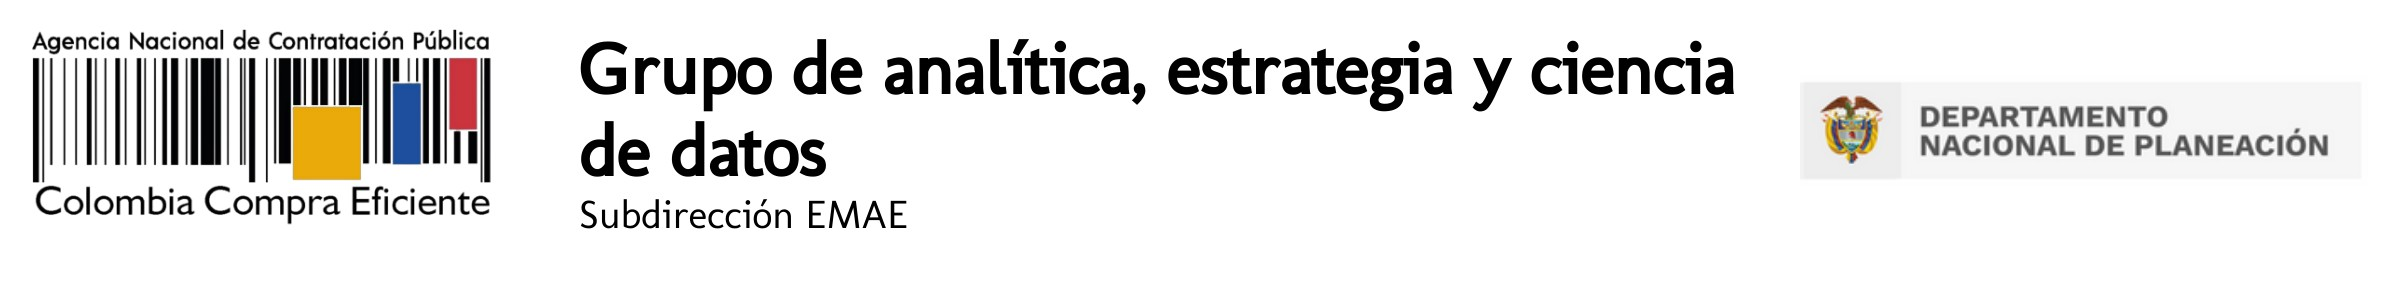 Agencia Nacional de Contratación Pública
Colombia Compra Eficiente
Grupo de analítica, estrategia y ciencia
de datos
Subdirección EMAE
DEPARTAMENTO
NACIONAL DE PLANEACIÓN